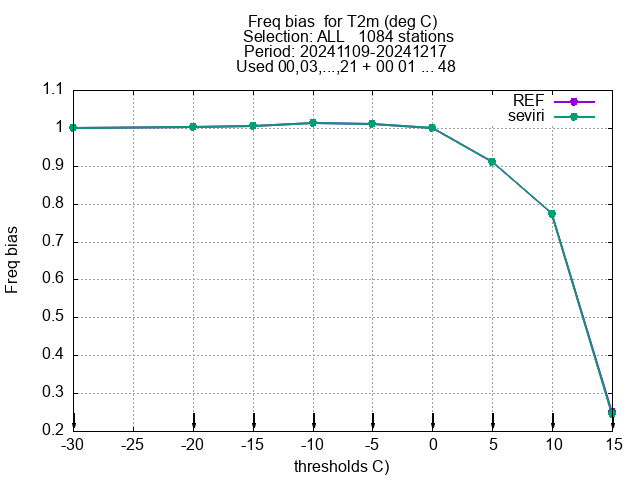 Freq bias  for T2m (deg C)
Selection: ALL   1084 stations
Period: 20241109-20241217
Used 00,03,...,21 + 00 01 ... 48
REF
seviri
1.1
1
0.9
0.8
0.7
0.6
0.5
0.4
0.3
0.2
Freq bias
-30 -25 -20 -15 -10 -5 0 5 10 15
thresholds C)